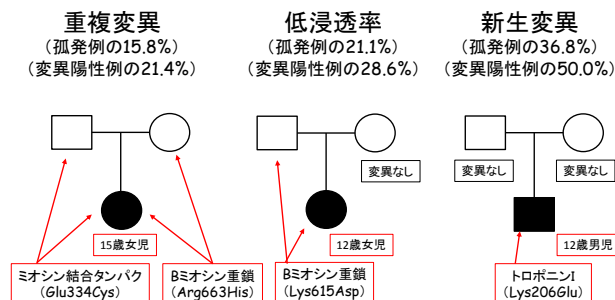 重複変異
(孤発例の15.8%)
(変異陽性例の21.4%)
低浸透率
(孤発例の21.1%)
(変異陽性例の28.6%)
新生変異
(孤発例の36.8%)
(変異陽性例の50.0%)
変異なし
変異なし
変異なし
15歳女児
12歳女児
12歳男児
ミオシン結合タンパク
(Glu334Cys)
Bミオシン重鎖
(Arg663His)
Bミオシン重鎖
(Lys615Asp)
トロポニンI
(Lys206Glu)